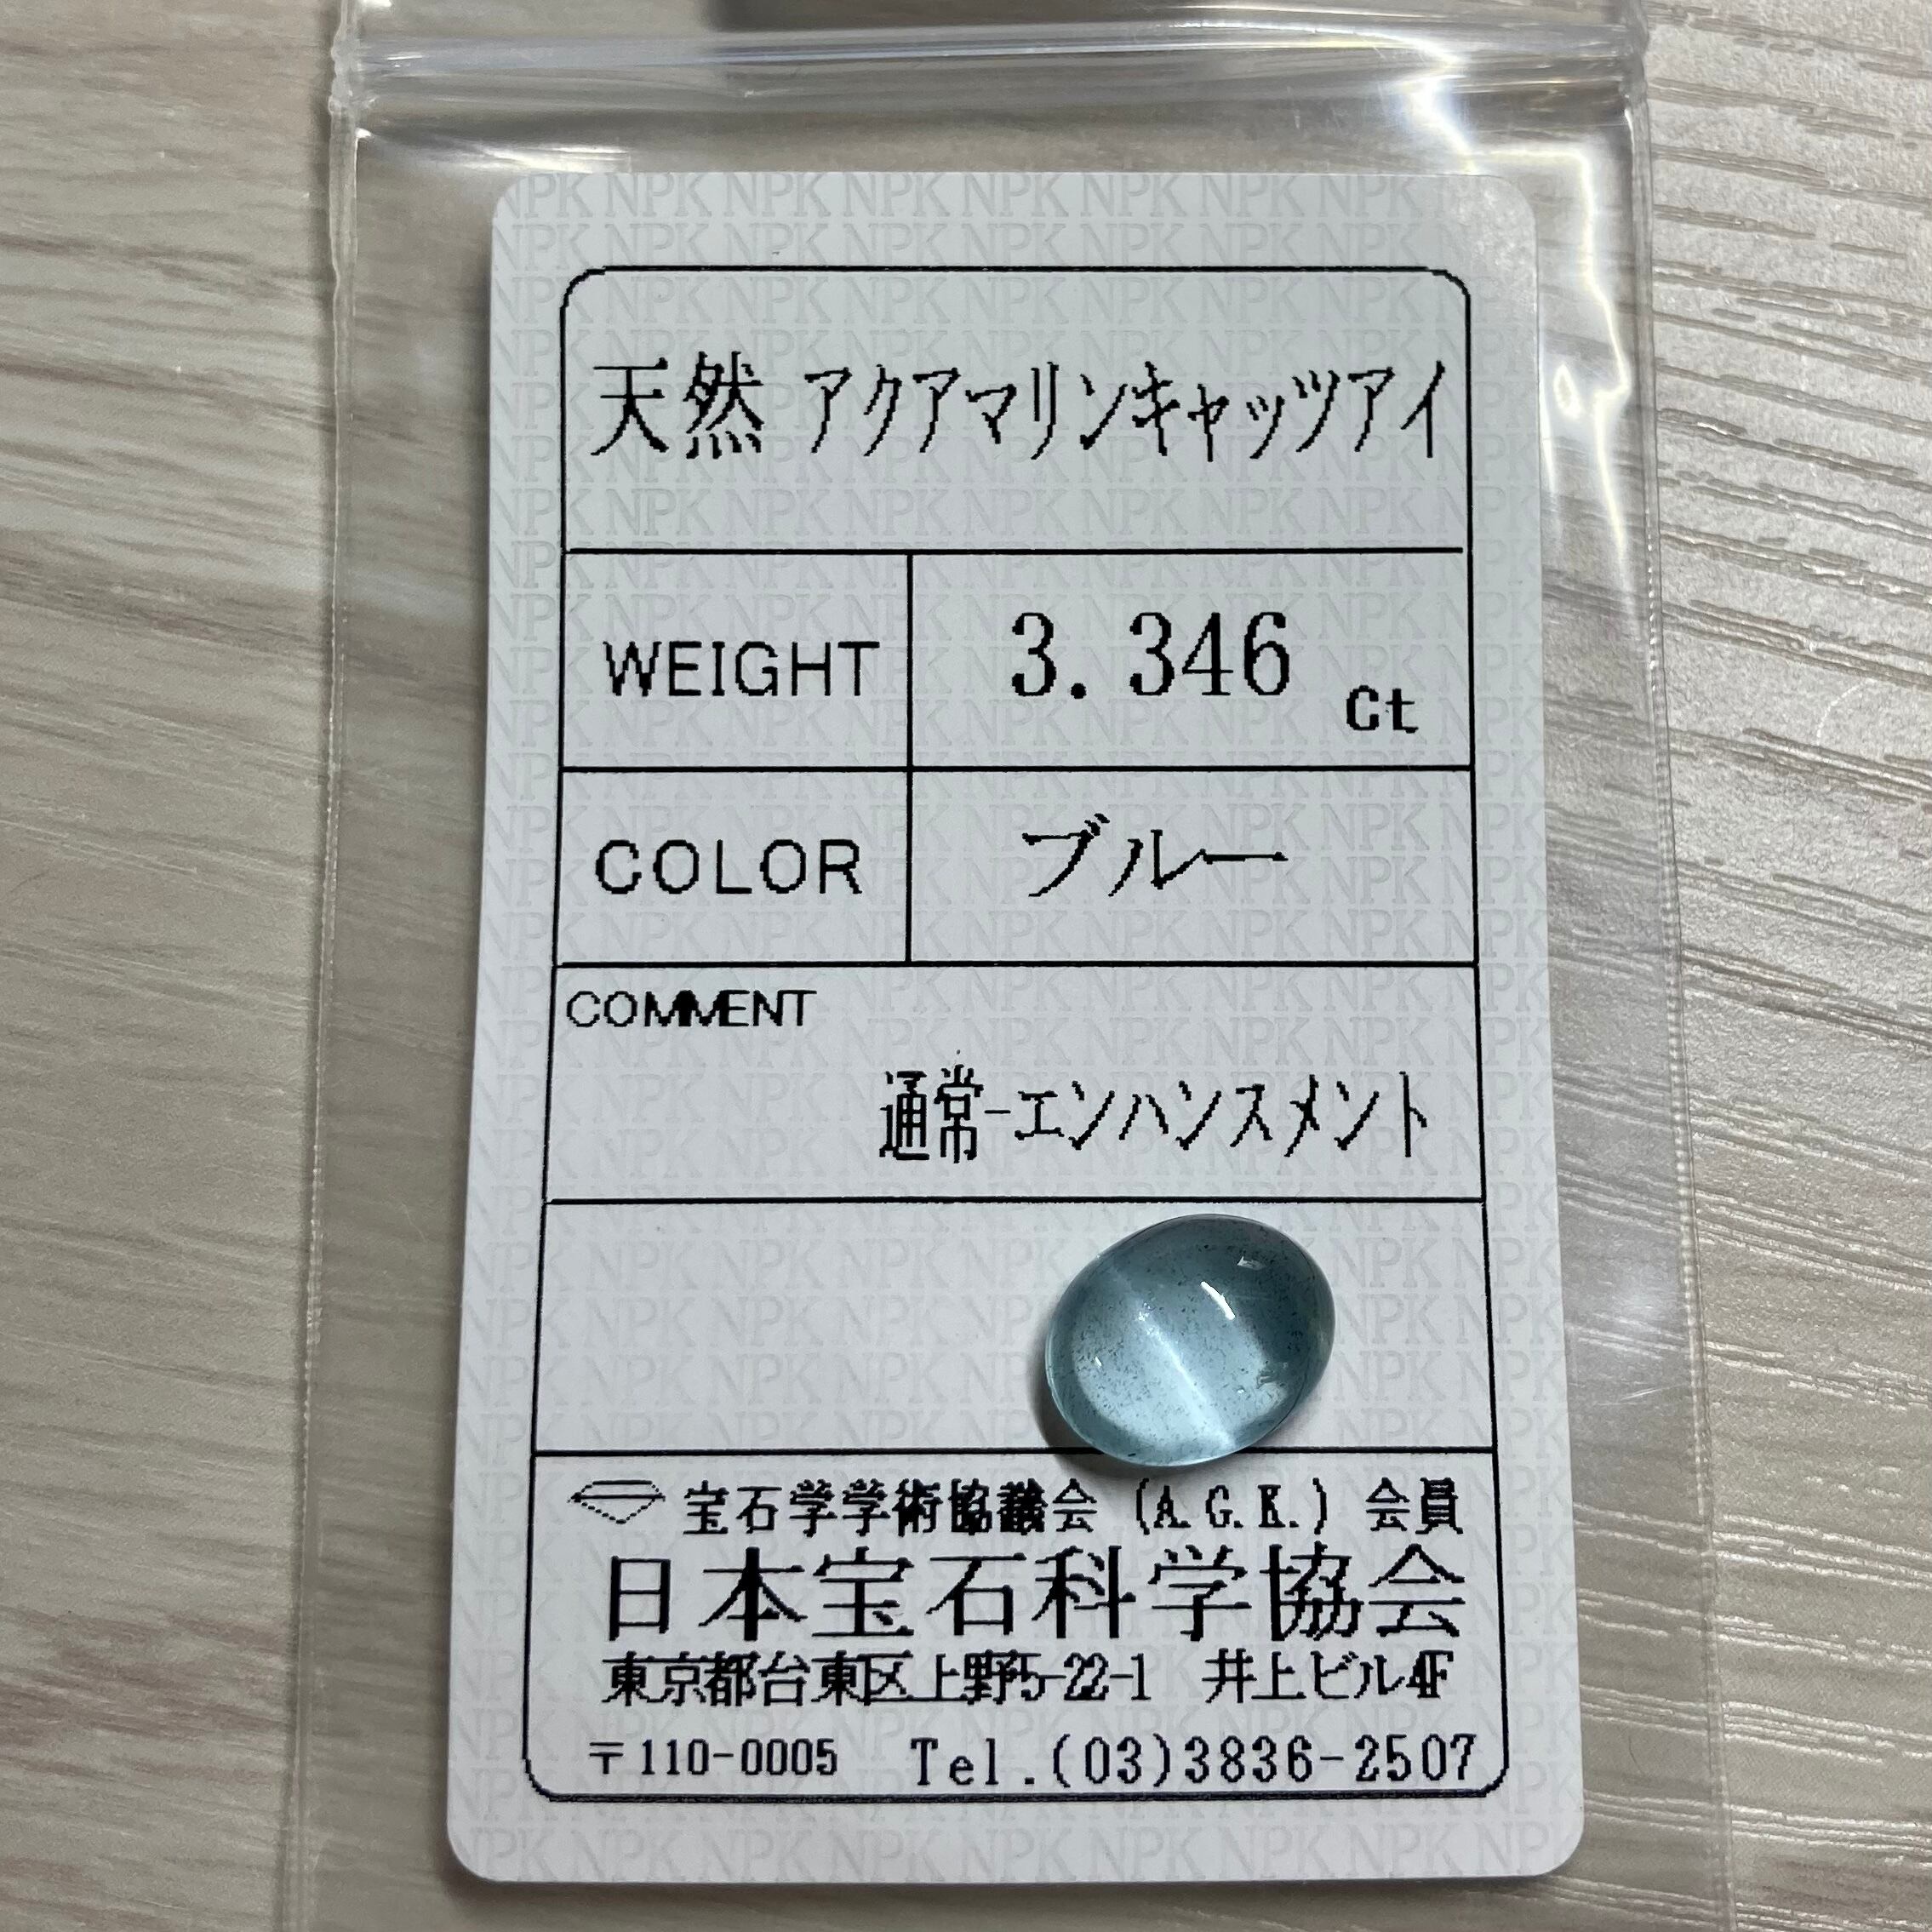 天然 アクアマリンキャッツアイ
WEIGHT 3.346 Ct
COLOR ブルー
COMMENT
通常-エンハンスメント
宝石学学術協議会 (A.G.K.) 会員
日本宝石科学協会
東京都台東区上野5-22-1 井上ビル4F
〒110-0005 Tel.(03)3836-2507